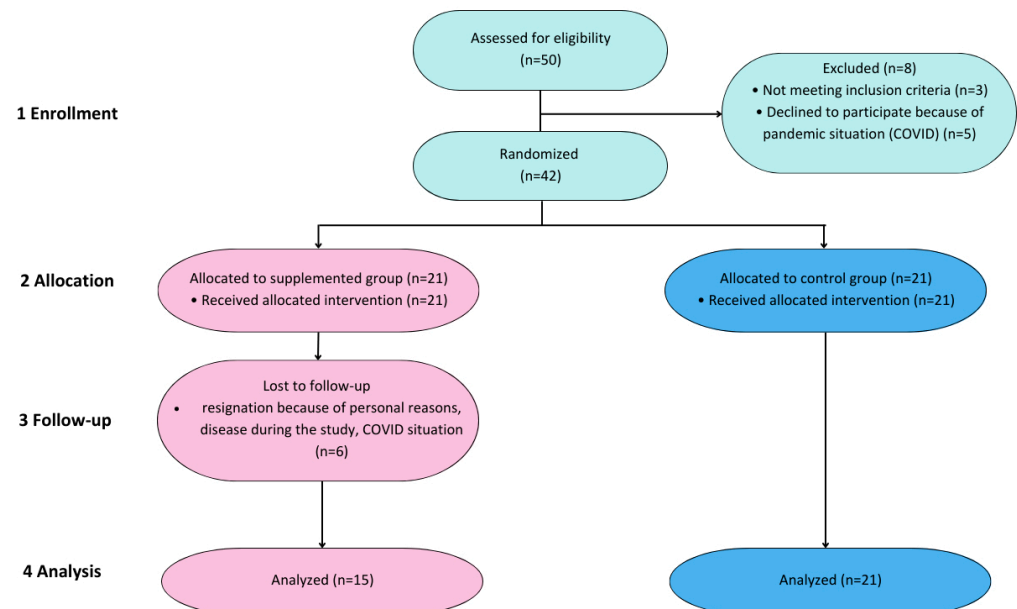 Assessed for eligibility
(n=50)
Excluded (n=8)
• Not meeting inclusion criteria (n=3)
• Declined to participate because of
pandemic situation (COVID) (n=5)
1 Enrollment
Randomized
(n=42)
2 Allocation
Allocated to supplemented group (n=21)
• Received allocated intervention (n=21)
Allocated to control group (n=21)
• Received allocated intervention (n=21)
3 Follow-up
Lost to follow-up
• resignation because of personal reasons,
disease during the study, COVID situation
(n=6)
4 Analysis
Analyzed (n=15)
Analyzed (n=21)